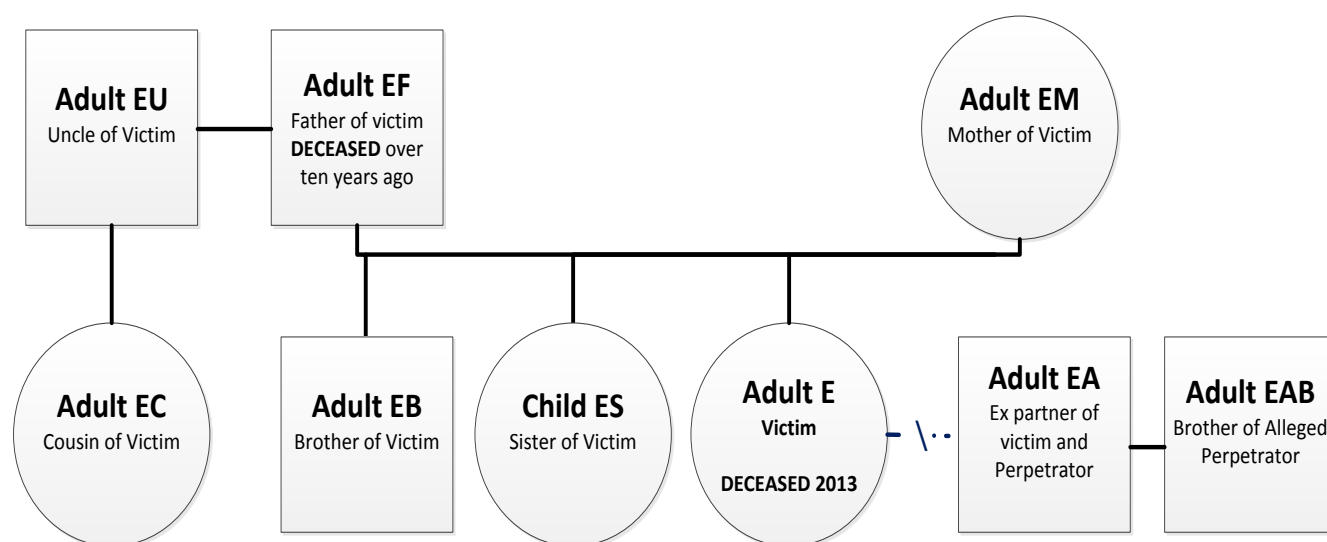 Adult EU
Uncle of Victim
Adult EF
Father of victim
DECEASED over
ten years ago
Adult EM
Mother of Victim
Adult EC
Cousin of Victim
Adult EB
Brother of Victim
Child ES
Sister of Victim
Adult E
Victim
DECEASED 2013
Adult EA
Ex partner of
victim and
Perpetrator
Adult EAB
Brother of Alleged
Perpetrator